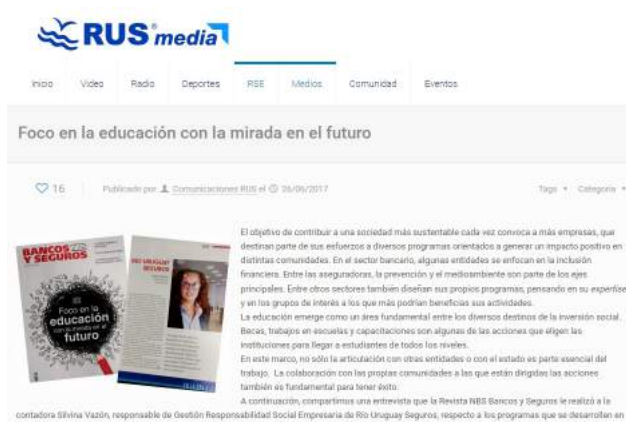 RUS media
Inicio Video Radio Deportes RSE Medios Comunidad Eventos
Foco en la educación con la mirada en el futuro
16 Publicado por Comunicaciones RUS el 26/06/2017 Tags Categoria
BANCOS
Y SEGUROS
Foco en la
educación
con la mirada en el
futuro
RÍO URUGUAY
SEGUROS
El objetivo de contribuir a una sociedad más sustentable cada vez convoca a más empresas, que
destinan parte de sus esfuerzos a diversos programas orientados a generar un impacto positivo en
distintas comunidades. En el sector bancario, algunas entidades se enfocan en la inclusión
financiera. Entre las aseguradoras, la prevención y el medioambiente son parte de los ejes
principales. Entre otros sectores también diseñan sus propios programas, pensando en su expertise
y en los grupos de interés a los que más podrían beneficias sus actividades.
La educación emerge como un área fundamental entre los diversos destinos de la inversión social.
Becas, trabajos en escuelas y capacitaciones son algunas de las acciones que eligen las
instituciones para llegar a estudiantes de todos los niveles.
En este marco, no sólo la articulación con otras entidades o con el estado es parte esencial del
trabajo. La colaboración con las propias comunidades a las que están dirigidas las acciones
también es fundamental para tener éxito.
A continuación, compartimos una entrevista que la Revista NBS Bancos y Seguros le realizó a la
contadora Silvina Vazón, responsable de Gestión Responsabilidad Social Empresaria de Río Uruguay Seguros, respecto a los programas que se desarrollan en